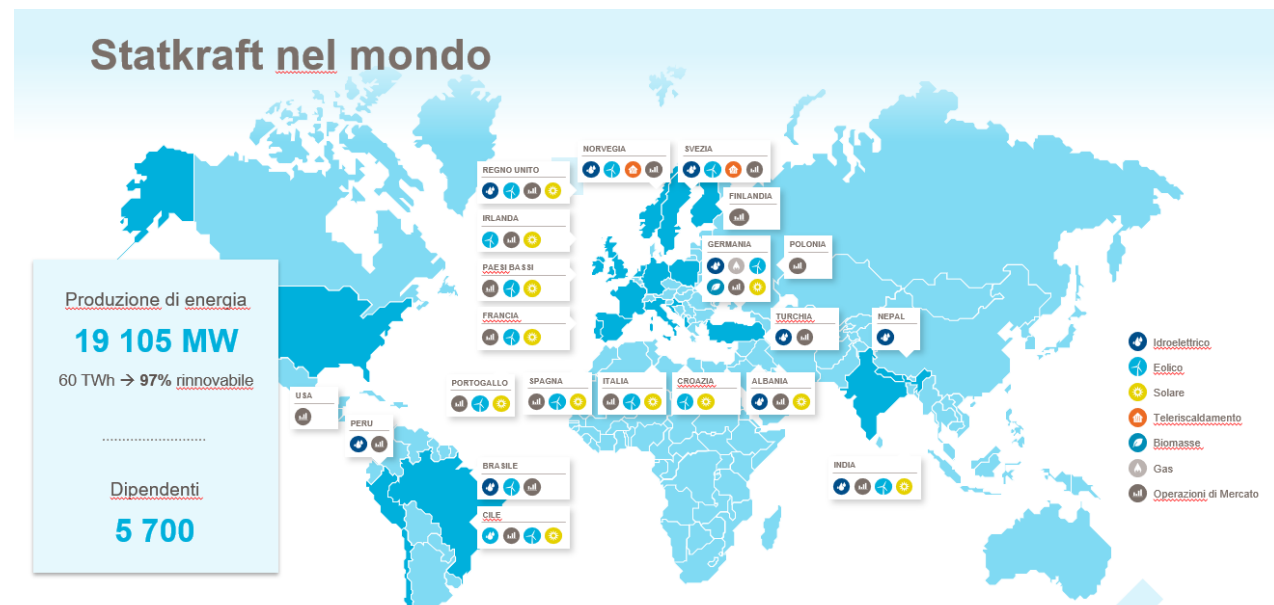 Statkraft nel mondo
Produzione di energia
19 105 MW
60 TWh → 97% rinnovabile
Dipendenti
5 700
NORVEGIA
SVEZIA
REGNO UNITO
FINLANDIA
IRLANDA
GERMANIA
POLONIA
PAESI BASSI
FRANCIA
TURCHIA
NEPAL
PORTOGALLO
SPAGNA
ITALIA
CROAZIA
ALBANIA
USA
PERU
BRASILE
INDIA
CILE
Idroelettrico
Eolico
Solare
Teleriscaldamento
Biomasse
Gas
Operazioni di Mercato